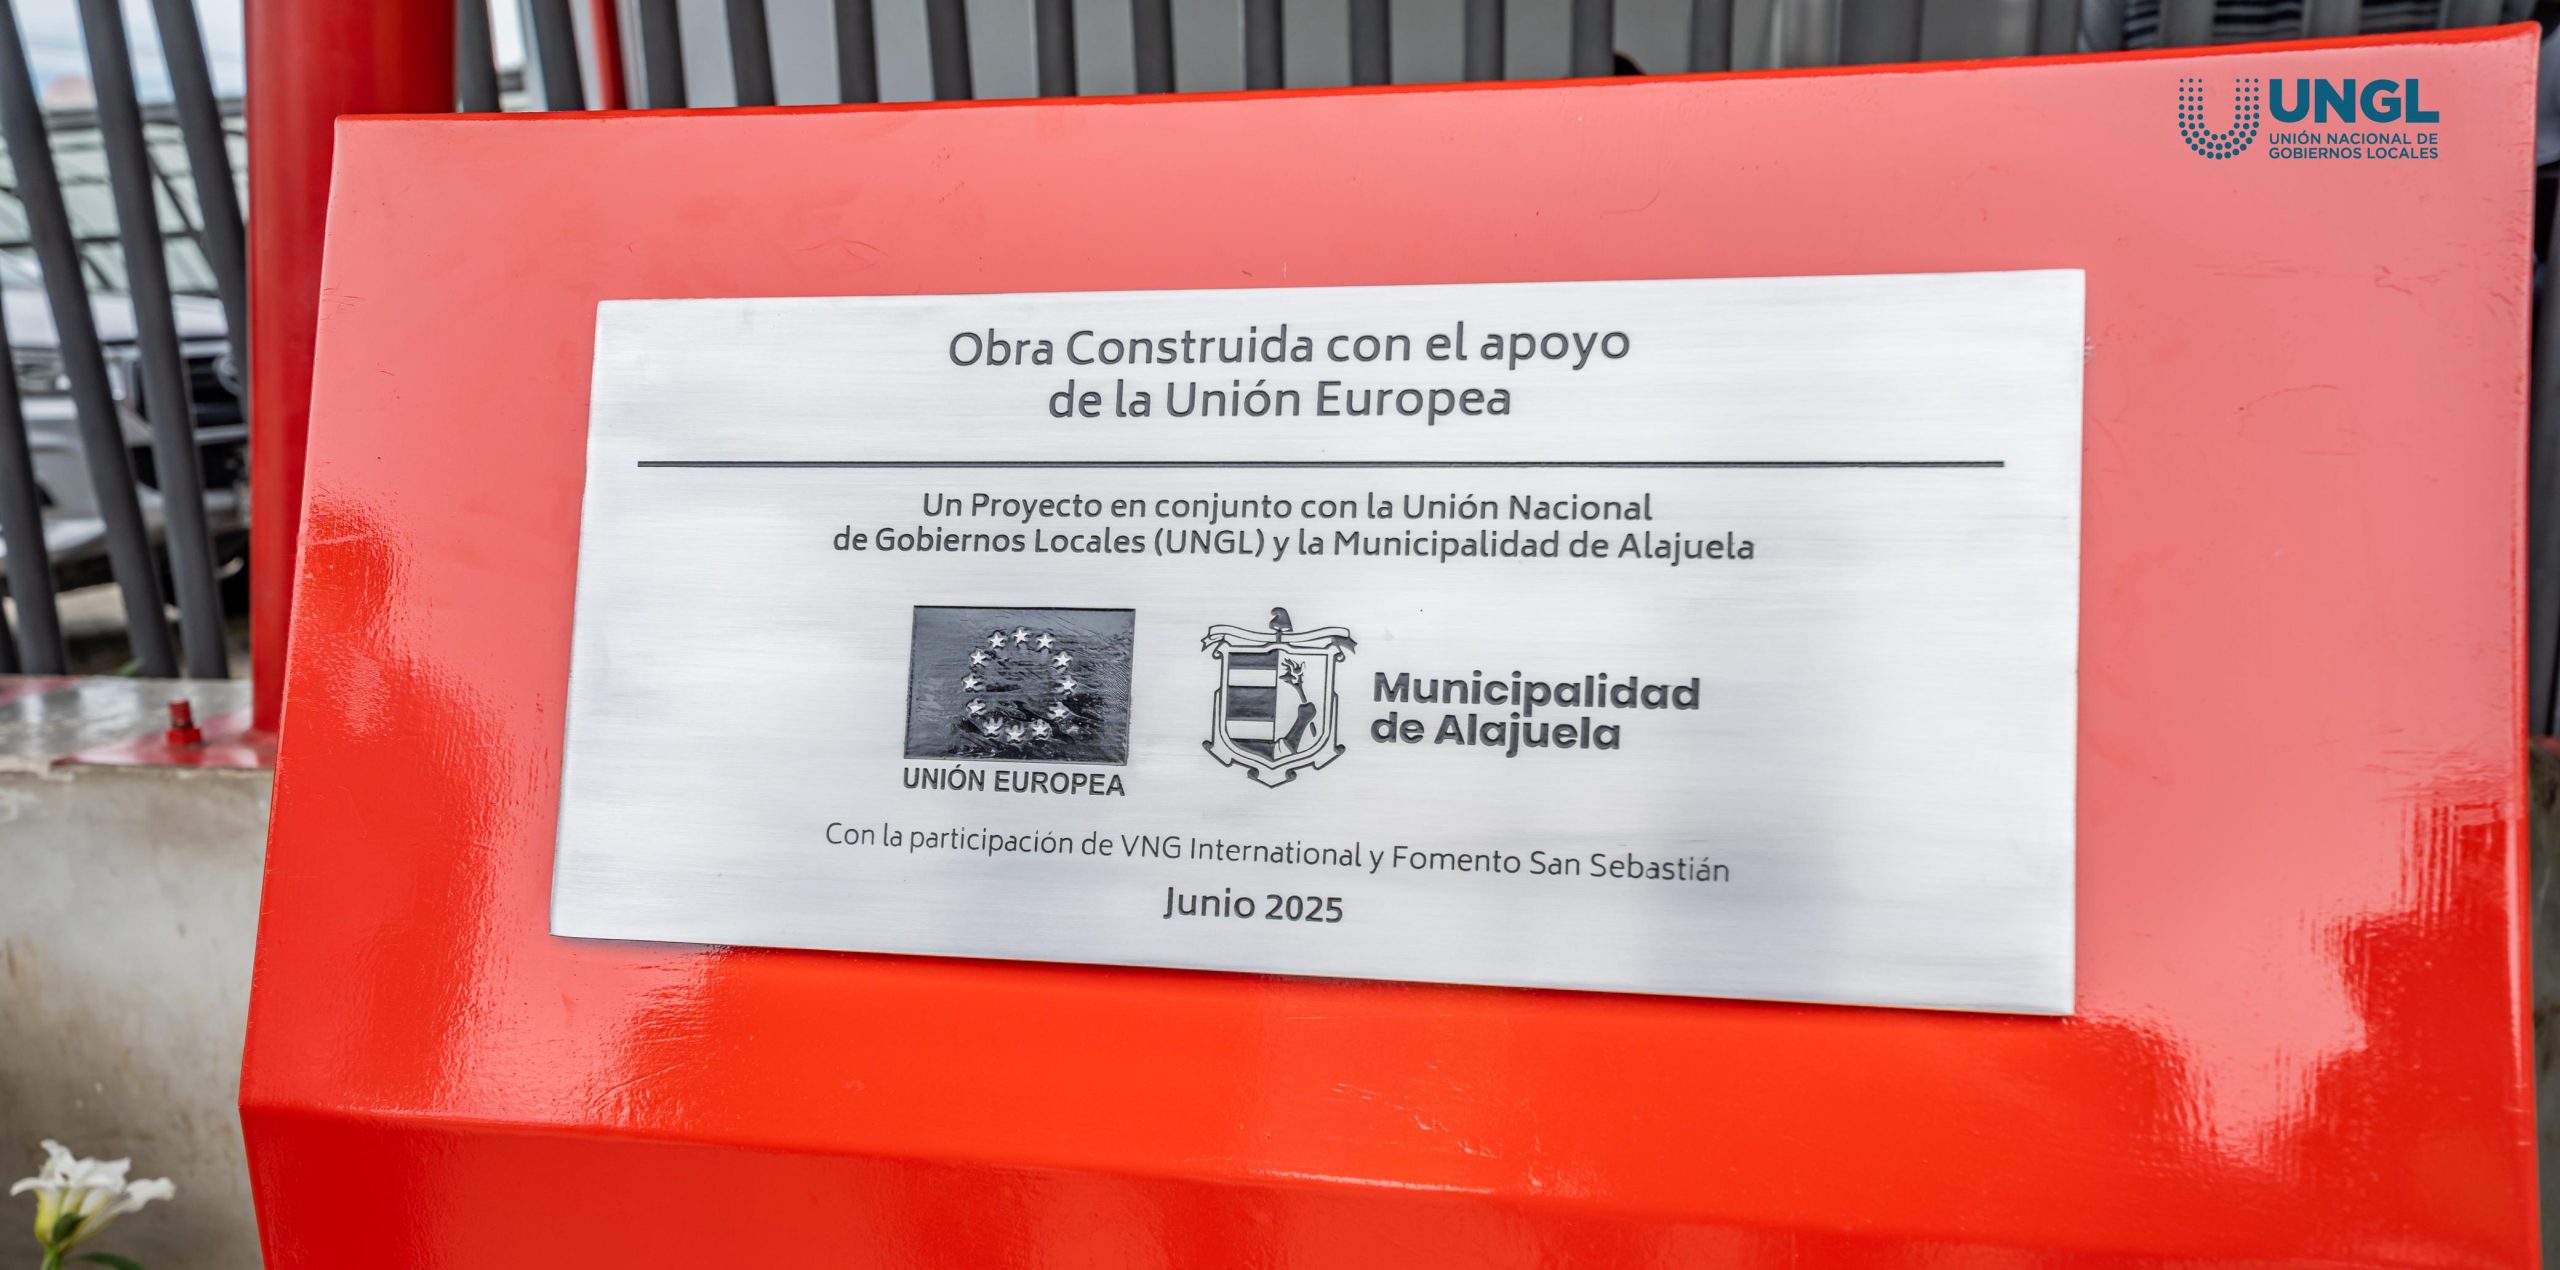 UNGL
UNIÓN NACIONAL DE
GOBIERNOS LOCALES
Obra Construida con el apoyo
de la Unión Europea
Un Proyecto en conjunto con la Unión Nacional
de Gobiernos Locales (UNGL) y la Municipalidad de Alajuela
UNIÓN EUROPEA
Municipalidad
de Alajuela
Con la participación de VNG International y Fomento San Sebastián
Junio 2025